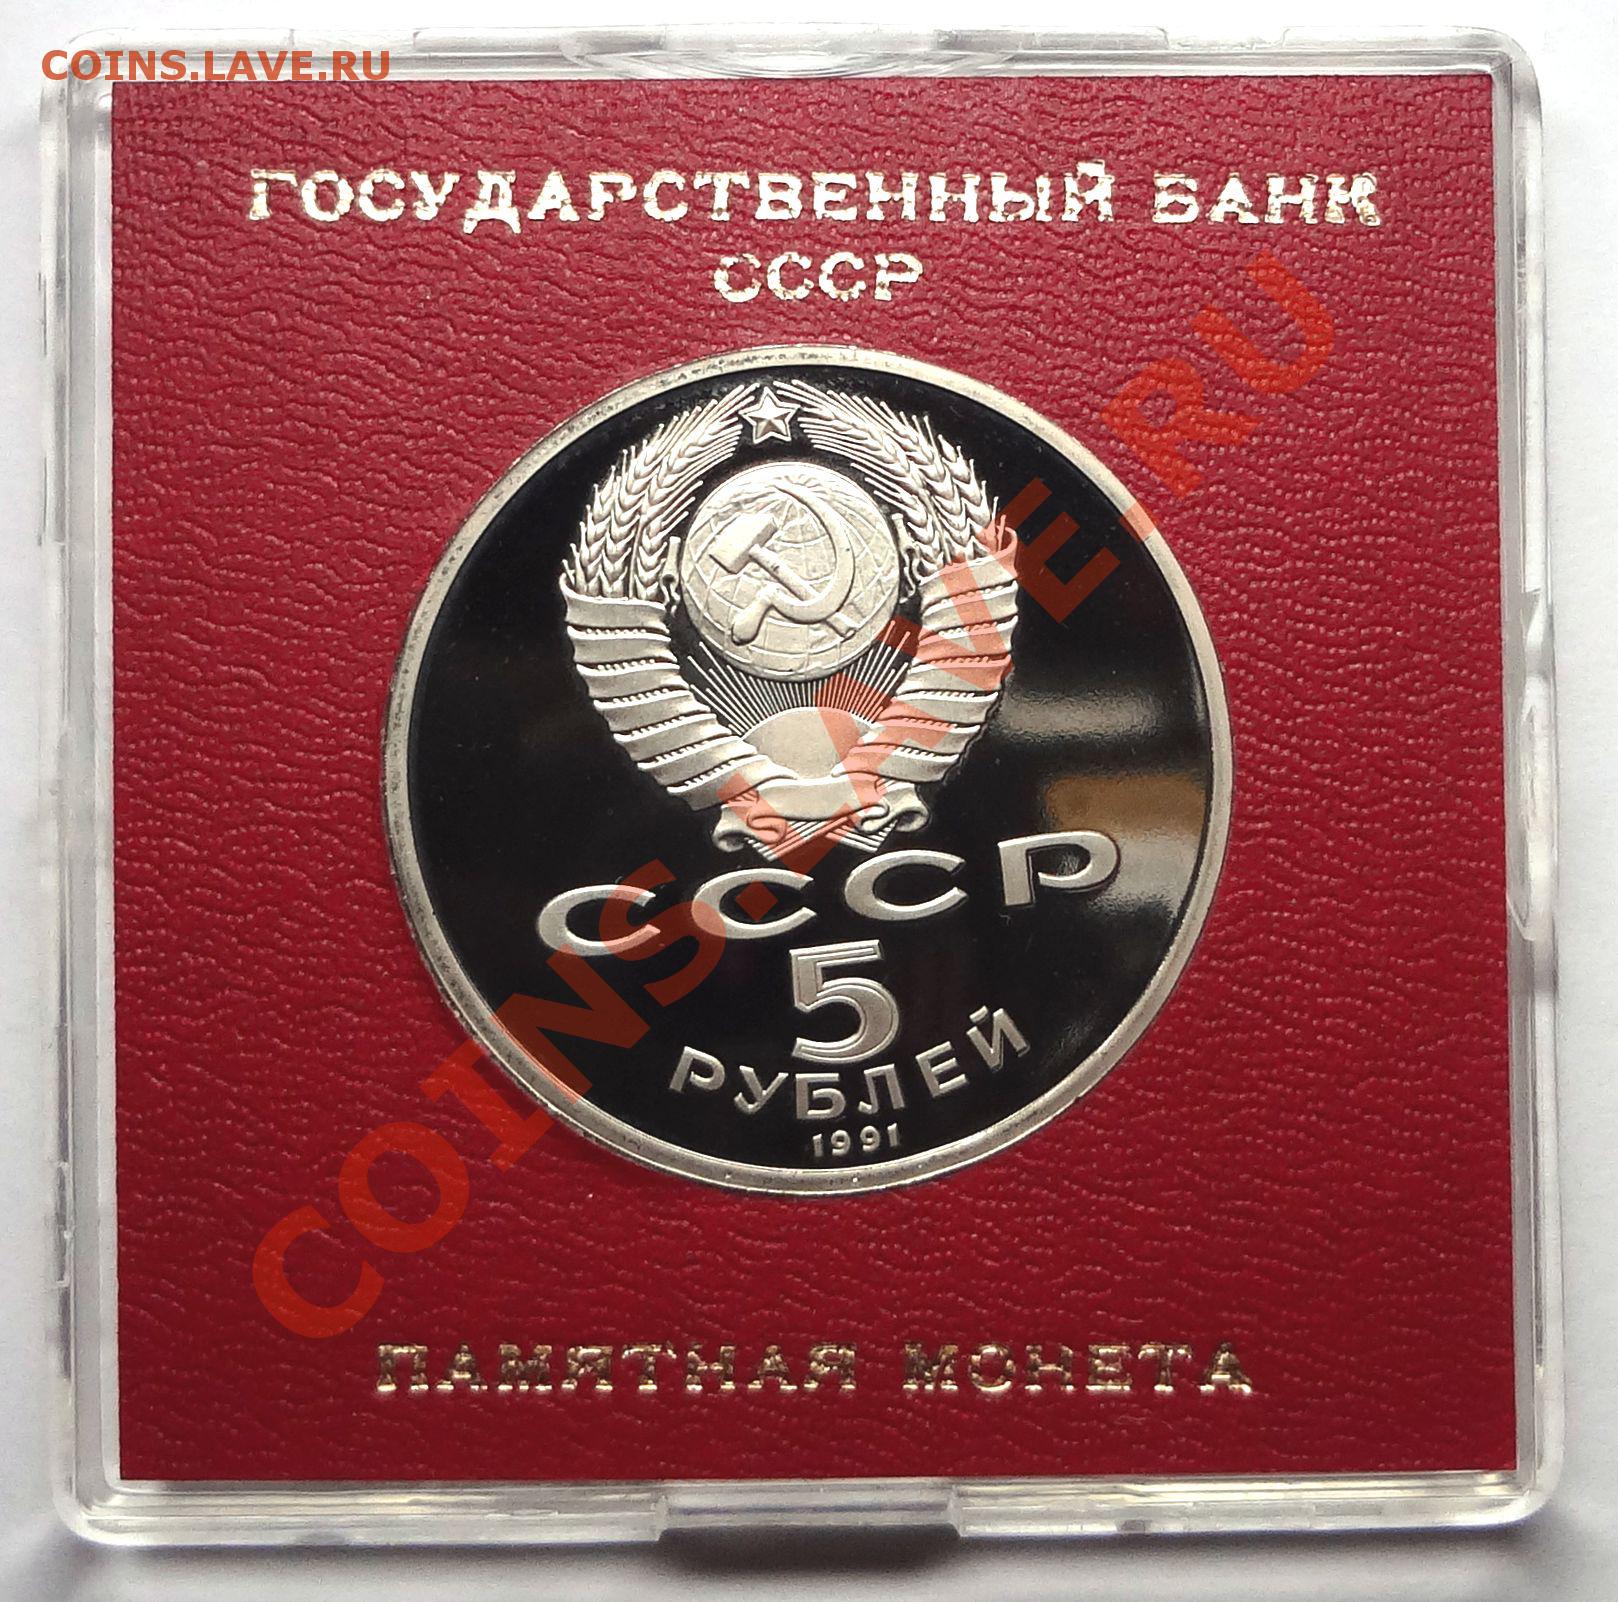 COINS.LAVE.RU
ГОСУДАРСТВЕННЫЙ БАНК
СССР
СССР
5
РУБЛЕЙ
1991
ПАМЯТНАЯ МОНЕТА
COINS.LAVE.RU